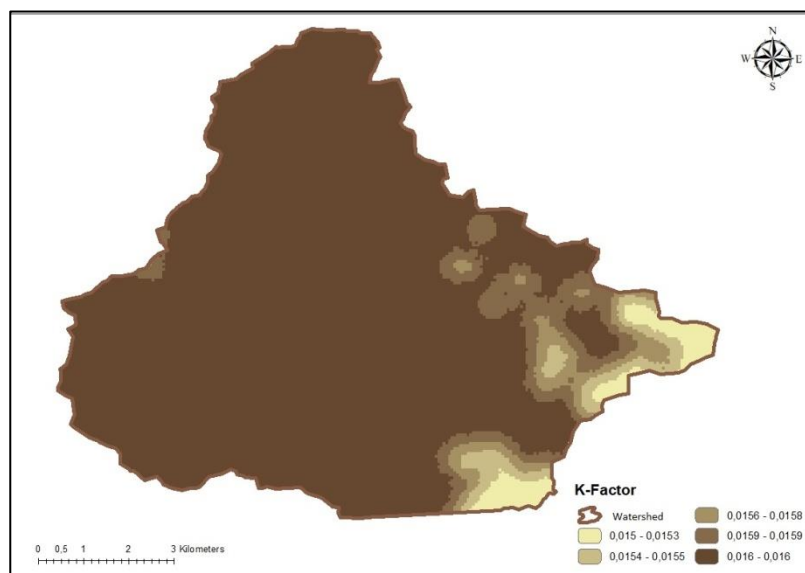 N
W E
S
K-Factor
Watershed
0,015 - 0,0153
0,0154 - 0,0155
0,0156 - 0,0158
0,0159 - 0,0159
0,016 - 0,016
0 0,5 1 2 3 Kilometers